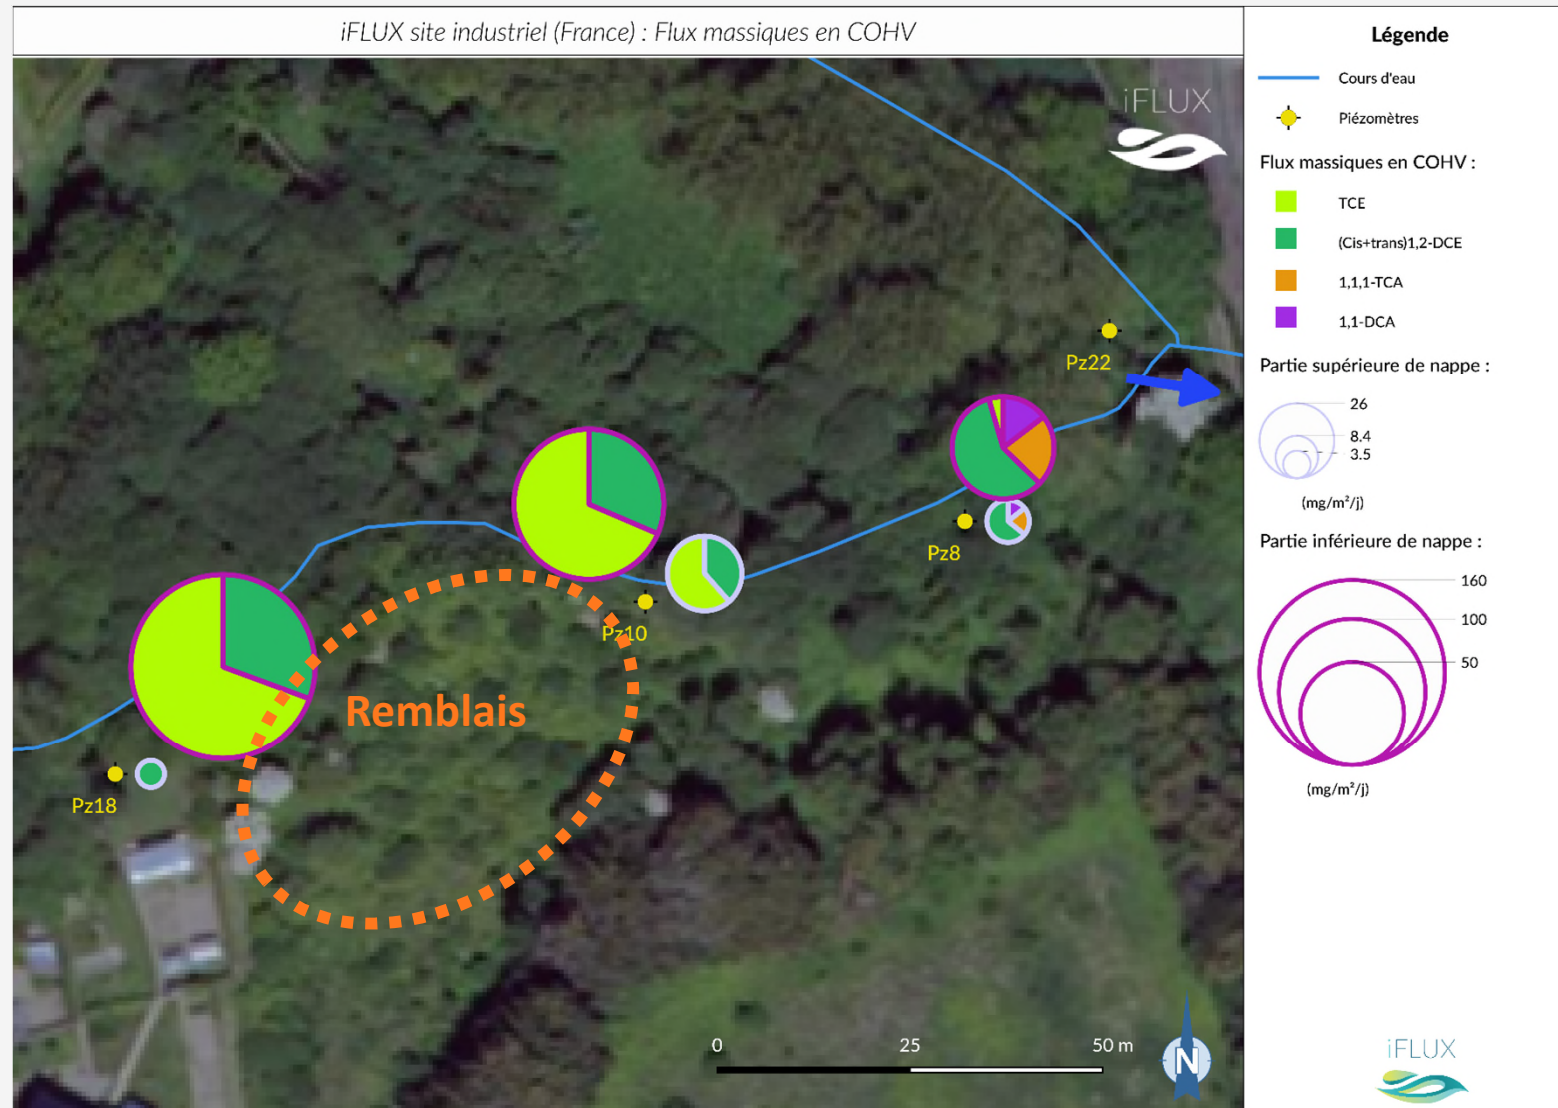 iFLUX site industriel (France) : Flux massiques en COHV
iFLUX
Pz22
Pz8
Pz10
Remblais
Pz18
0 25 50 m
N
Légende
Cours d'eau
Piézomètres
Flux massiques en COHV :
TCE
(Cis+trans)1,2-DCE
1,1,1-TCA
1,1-DCA
Partie supérieure de nappe :
26
8.4
3.5
(mg/m²/j)
Partie inférieure de nappe :
160
100
50
(mg/m²/j)
iFLUX